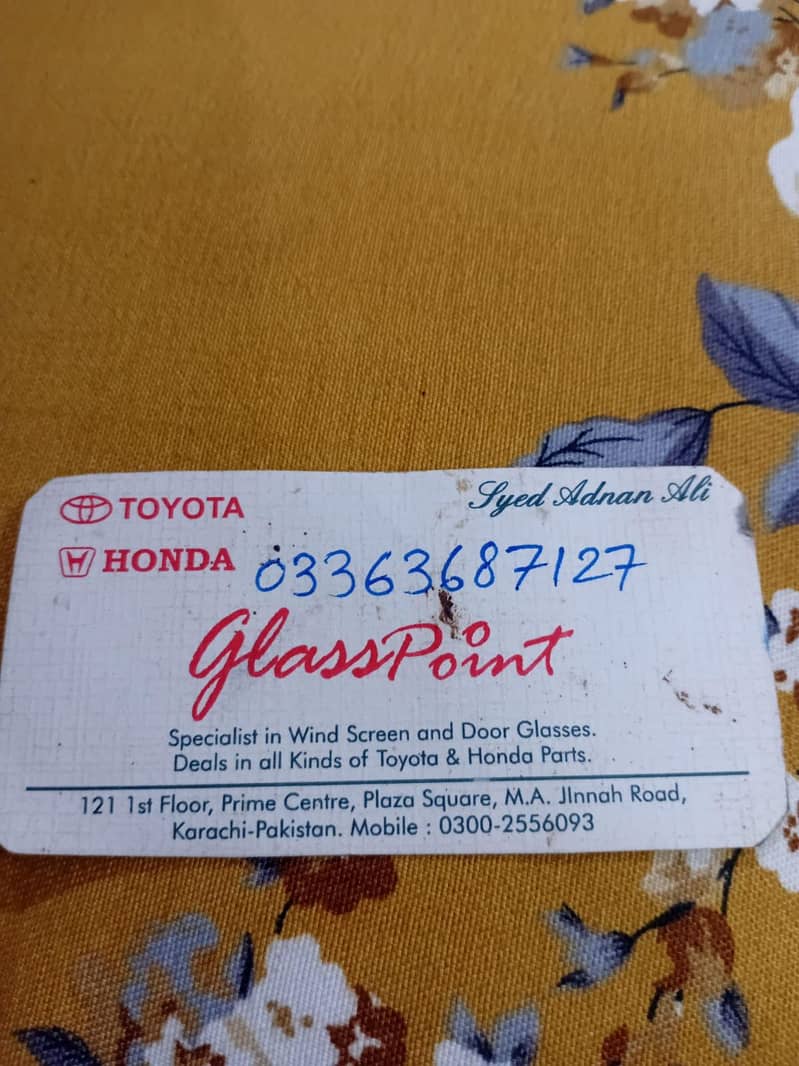 TOYOTA
Syed Adnan Ali
HONDA
03363687127
GlassPoint
Specialist in Wind Screen and Door Glasses.
Deals in all Kinds of Toyota & Honda Parts.
121 1st Floor, Prime Centre, Plaza Square, M.A. JInnah Road,
Karachi-Pakistan. Mobile : 0300-2556093